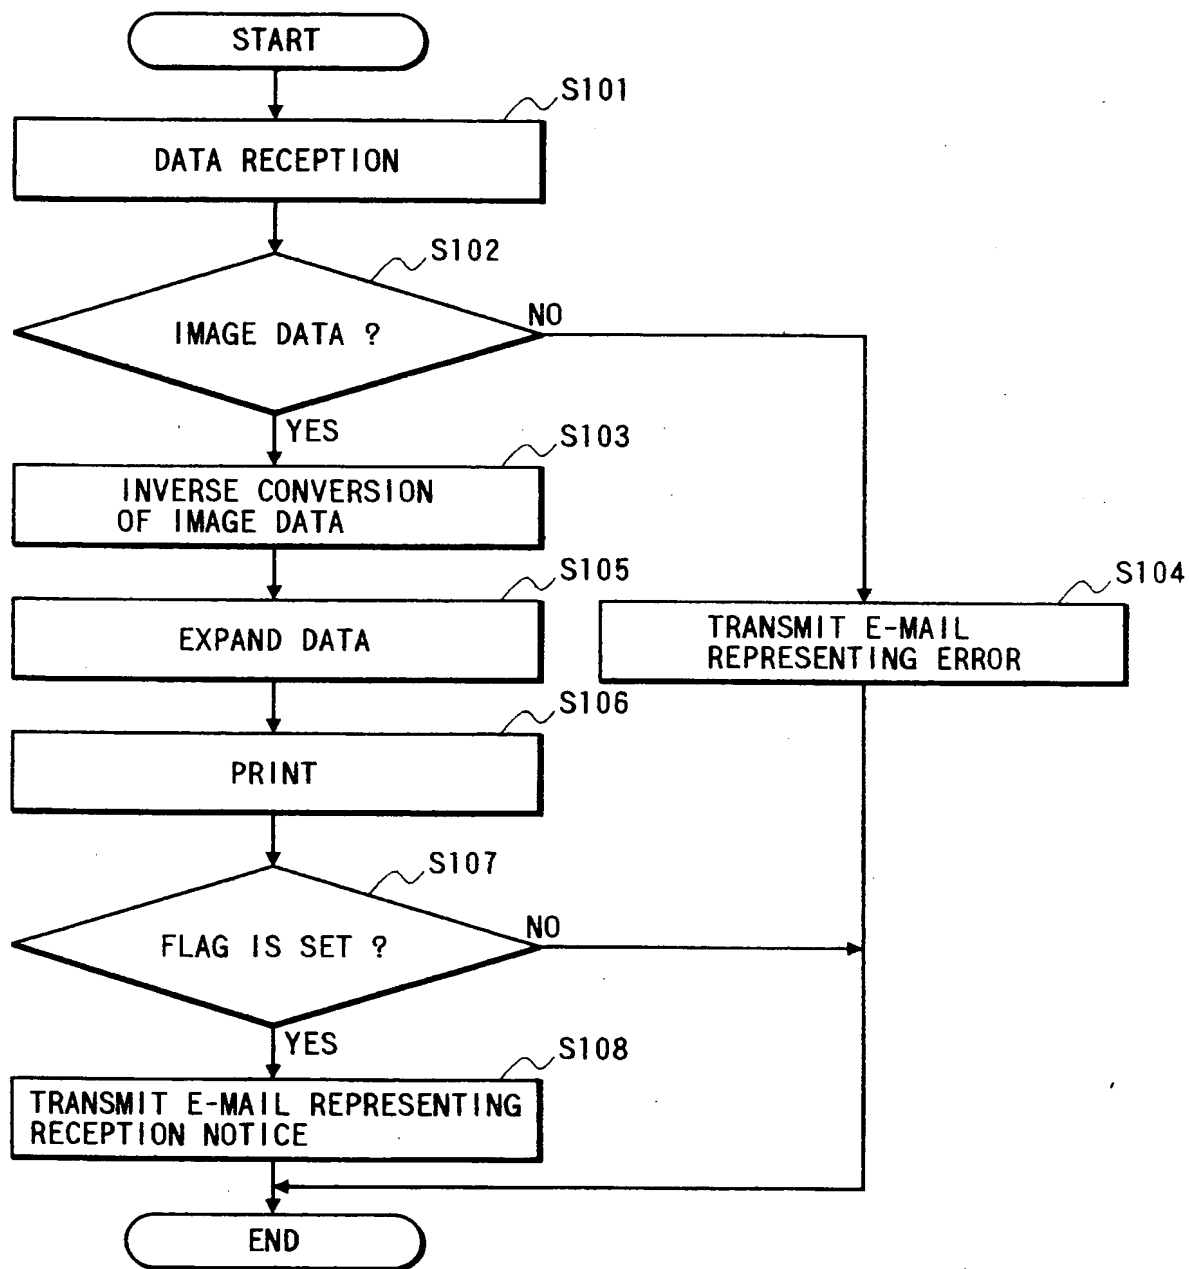 START
S101
DATA RECEPTION
S102
IMAGE DATA ?
NO
YES
S103
INVERSE CONVERSION
OF IMAGE DATA
S105
EXPAND DATA
S104
TRANSMIT E-MAIL
REPRESENTING ERROR
S106
PRINT
S107
FLAG IS SET ?
NO
YES
S108
TRANSMIT E-MAIL REPRESENTING
RECEPTION NOTICE
END